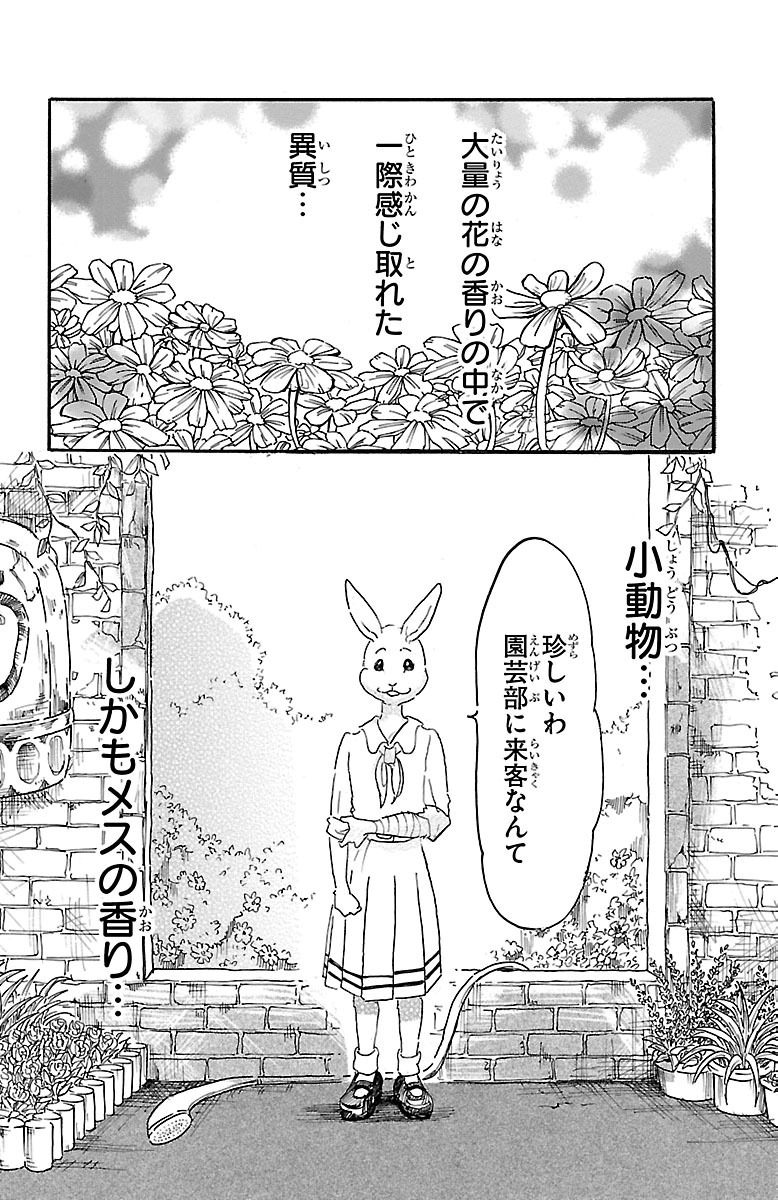 大量の花の香りの中で
一際感じ取れた
異質…
小動物…
珍しいわ
園芸部に来客なんて
しかもメスの香り…